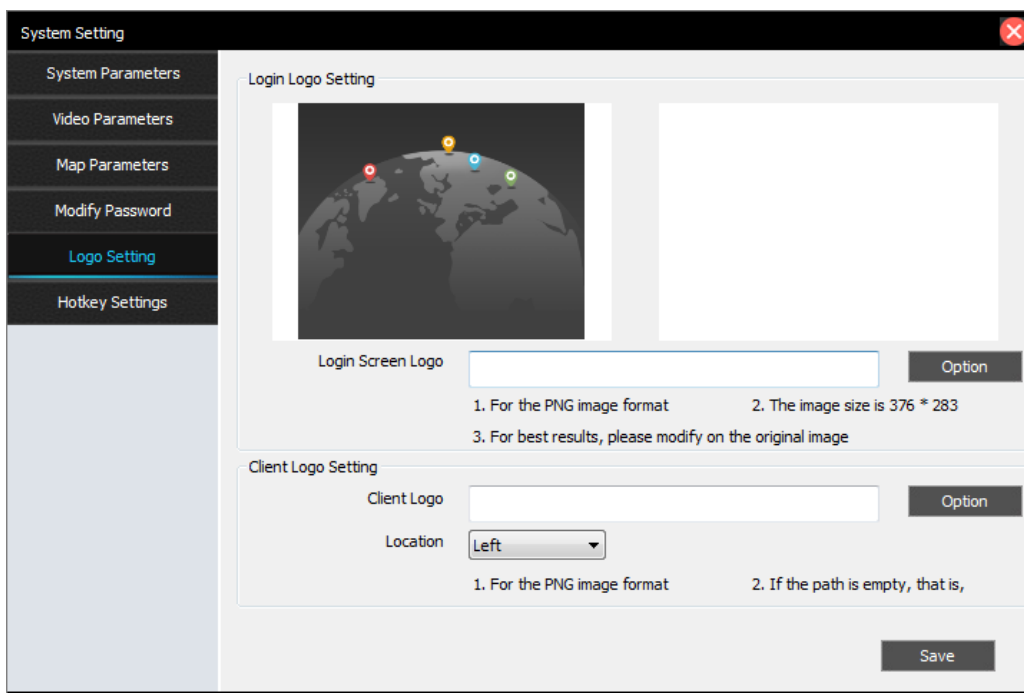 System Setting
System Parameters
Video Parameters
Map Parameters
Modify Password
Logo Setting
Hotkey Settings
Login Logo Setting
Login Screen Logo
Option
1. For the PNG image format
2. The image size is 376 * 283
3. For best results, please modify on the original image
Client Logo Setting
Client Logo
Option
Location
Left
1. For the PNG image format
2. If the path is empty, that is,
Save